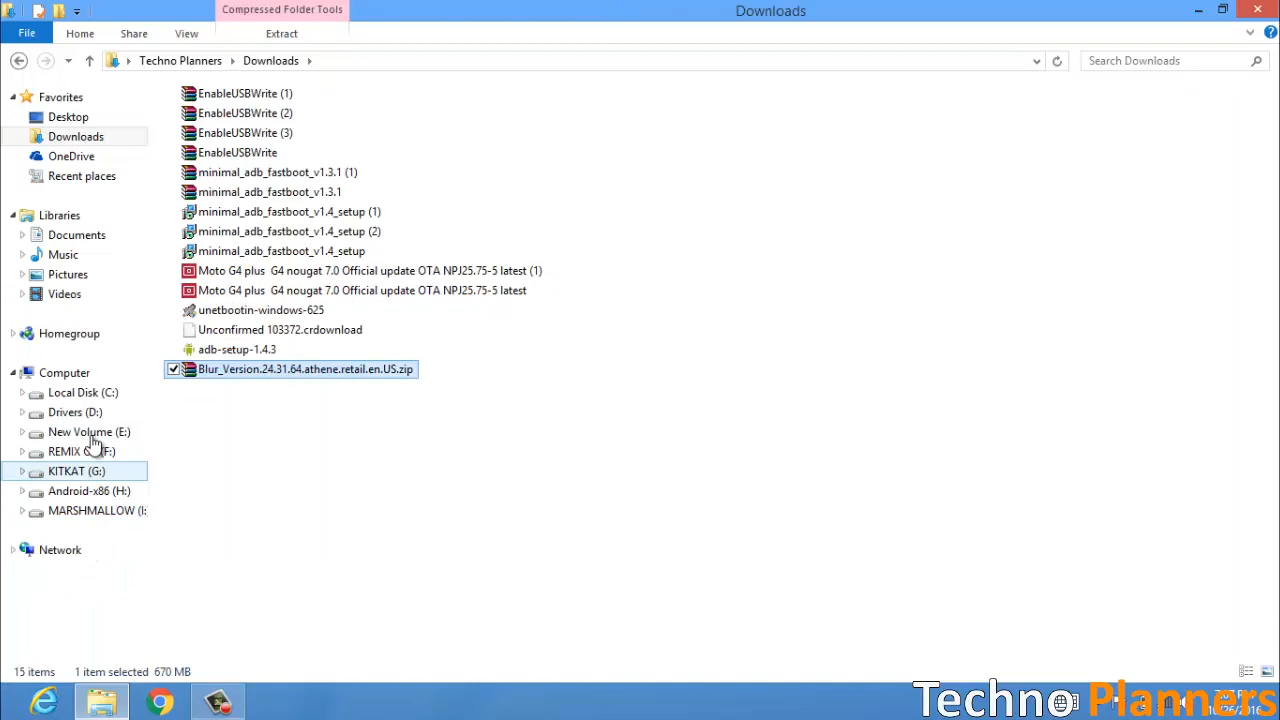 Compressed Folder Tools
Downloads
File
Home
Share
View
Extract
Techno Planners
Downloads
Search Downloads
Favorites
Desktop
Downloads
OneDrive
Recent places
Libraries
Documents
Music
Pictures
Videos
Homegroup
Computer
Local Disk (C:)
Drivers (D:)
New Volume (E:)
REMIX
KITKAT (G:)
Android-x86 (H:)
MARSHMALLOW (I:
Network
EnableUSBWrite (1)
EnableUSBWrite (2)
EnableUSBWrite (3)
EnableUSBWrite
minimal_adb_fastboot_v1.3.1 (1)
minimal_adb_fastboot_v1.3.1
minimal_adb_fastboot_v1.4_setup (1)
minimal_adb_fastboot_v1.4_setup (2)
minimal_adb_fastboot_v1.4_setup
Moto G4 plus G4 nougat 7.0 Official update OTA NPJ25.75-5 latest (1)
Moto G4 plus G4 nougat 7.0 Official update OTA NPJ25.75-5 latest
unetbootin-windows-625
Unconfirmed 103372.crdownload
adb-setup-1.4.3
Blur_Version.24.31.64.athene.retail.en.US.zip
15 items 1 item selected 670 MB
Techno Planners